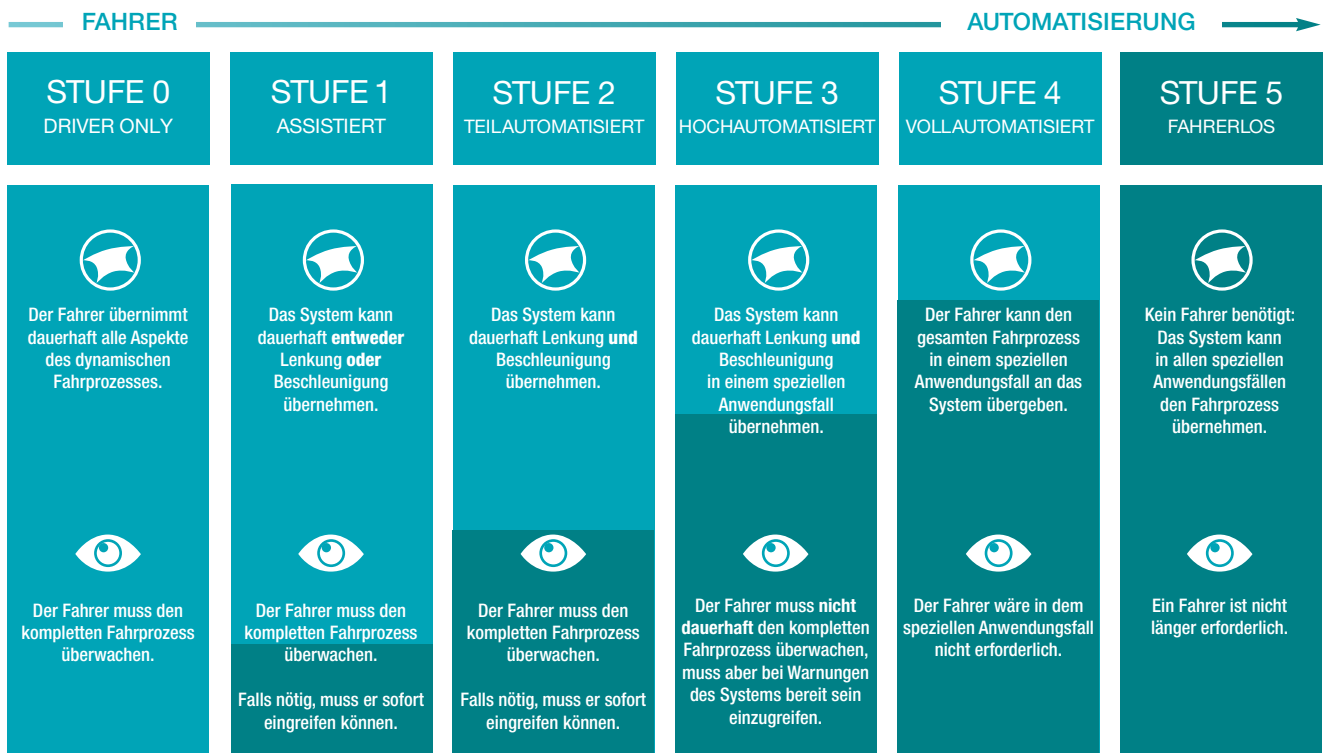 FAHRER
AUTOMATISIERUNG
STUFE 0
DRIVER ONLY
STUFE 1
ASSISTIERT
STUFE 2
TEILAUTOMATISIERT
STUFE 3
HOCHAUTOMATISIERT
STUFE 4
VOLLAUTOMATISIERT
STUFE 5
FAHRERLOS
Der Fahrer übernimmt
dauerhaft alle Aspekte
des dynamischen
Fahrprozesses.
Der Fahrer muss den
kompletten Fahrprozess
überwachen.
Das System kann
dauerhaft entweder
Lenkung oder
Beschleunigung
übernehmen.
Der Fahrer muss den
kompletten Fahrprozess
überwachen.
Falls nötig, muss er sofort
eingreifen können.
Das System kann
dauerhaft Lenkung und
Beschleunigung
übernehmen.
Der Fahrer muss den
kompletten Fahrprozess
überwachen.
Falls nötig, muss er sofort
eingreifen können.
Das System kann
dauerhaft Lenkung und
Beschleunigung
in einem speziellen
Anwendungsfall
übernehmen.
Der Fahrer muss nicht
dauerhaft den kompletten
Fahrprozess überwachen,
muss aber bei Warnungen
des Systems bereit sein
einzugreifen.
Der Fahrer kann den
gesamten Fahrprozess
in einem speziellen
Anwendungsfall an das
System übergeben.
Der Fahrer wäre in dem
speziellen Anwendungsfall
nicht erforderlich.
Kein Fahrer benötigt:
Das System kann
in allen speziellen
Anwendungsfällen
den Fahrprozess
übernehmen.
Ein Fahrer ist nicht
länger erforderlich.